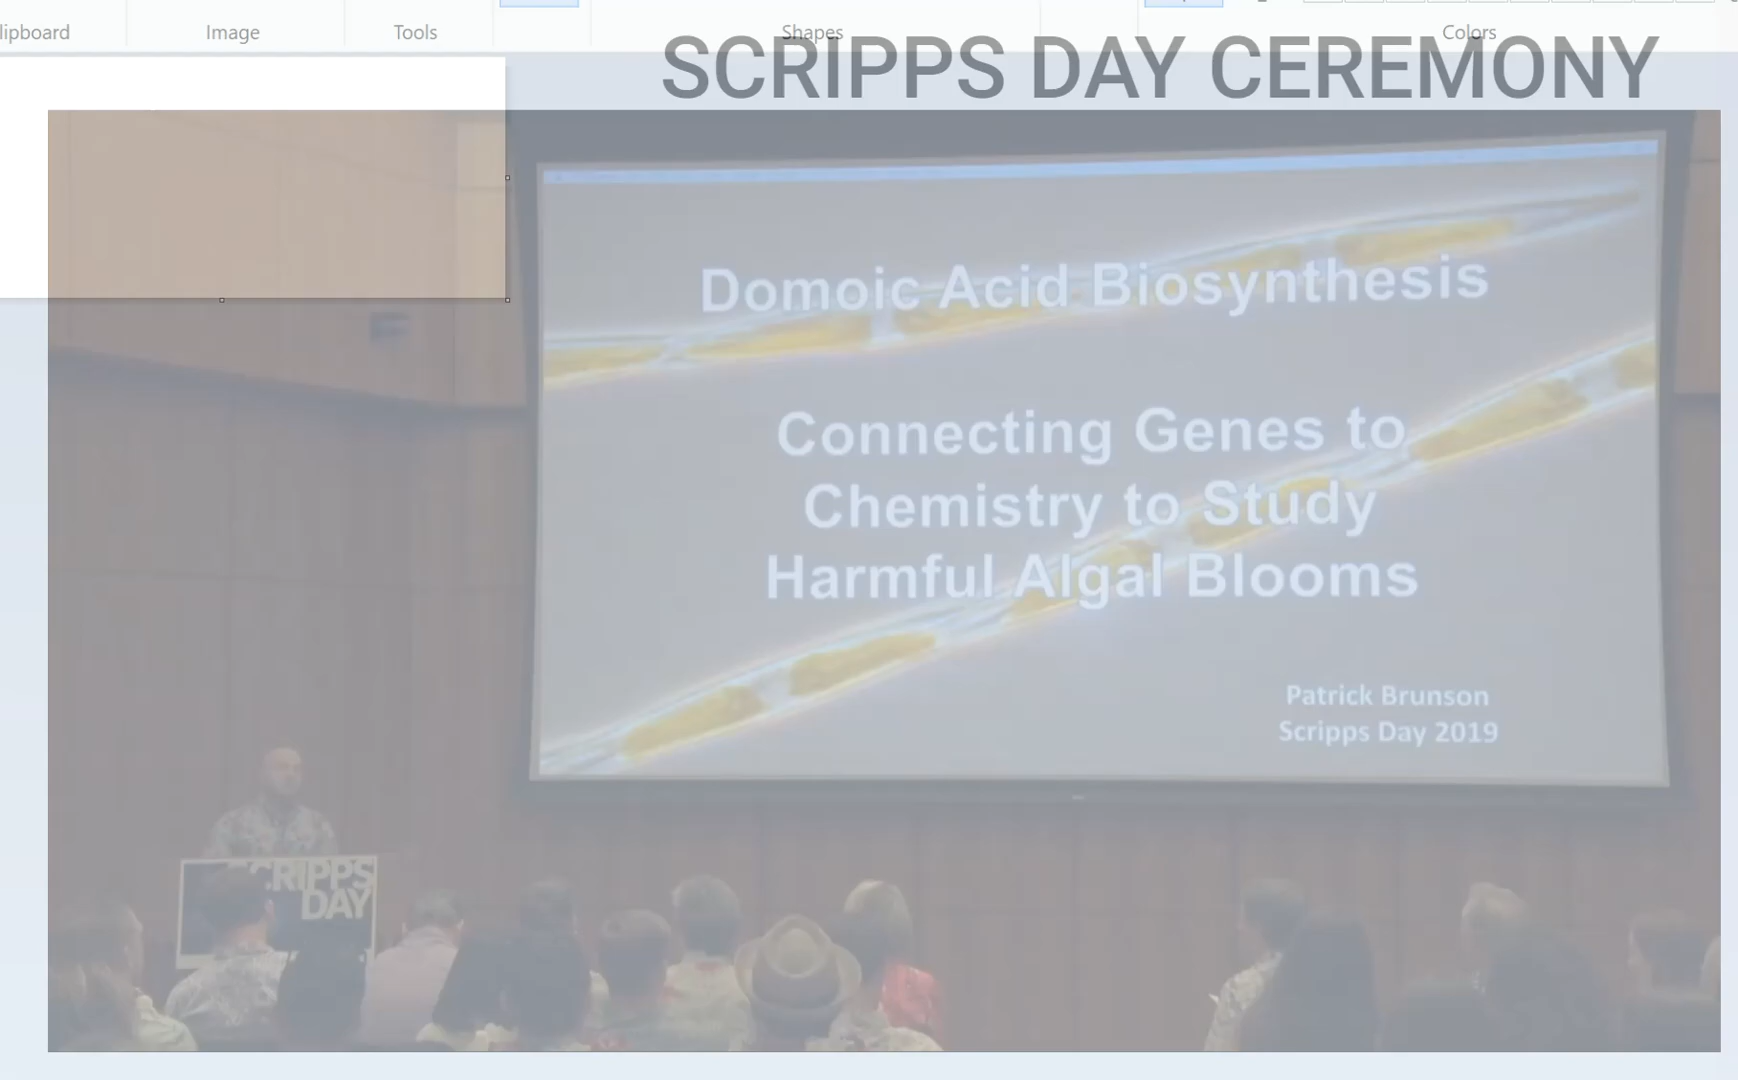 Image
Tools
Shapes
Colors
SCRIPPS DAY CEREMONY
Domoic Acid Biosynthesis
Connecting Genes to
Chemistry to Study
Harmful Algal Blooms
Patrick Brunson
Scripps Day 2019
SCRIPPS
DAY